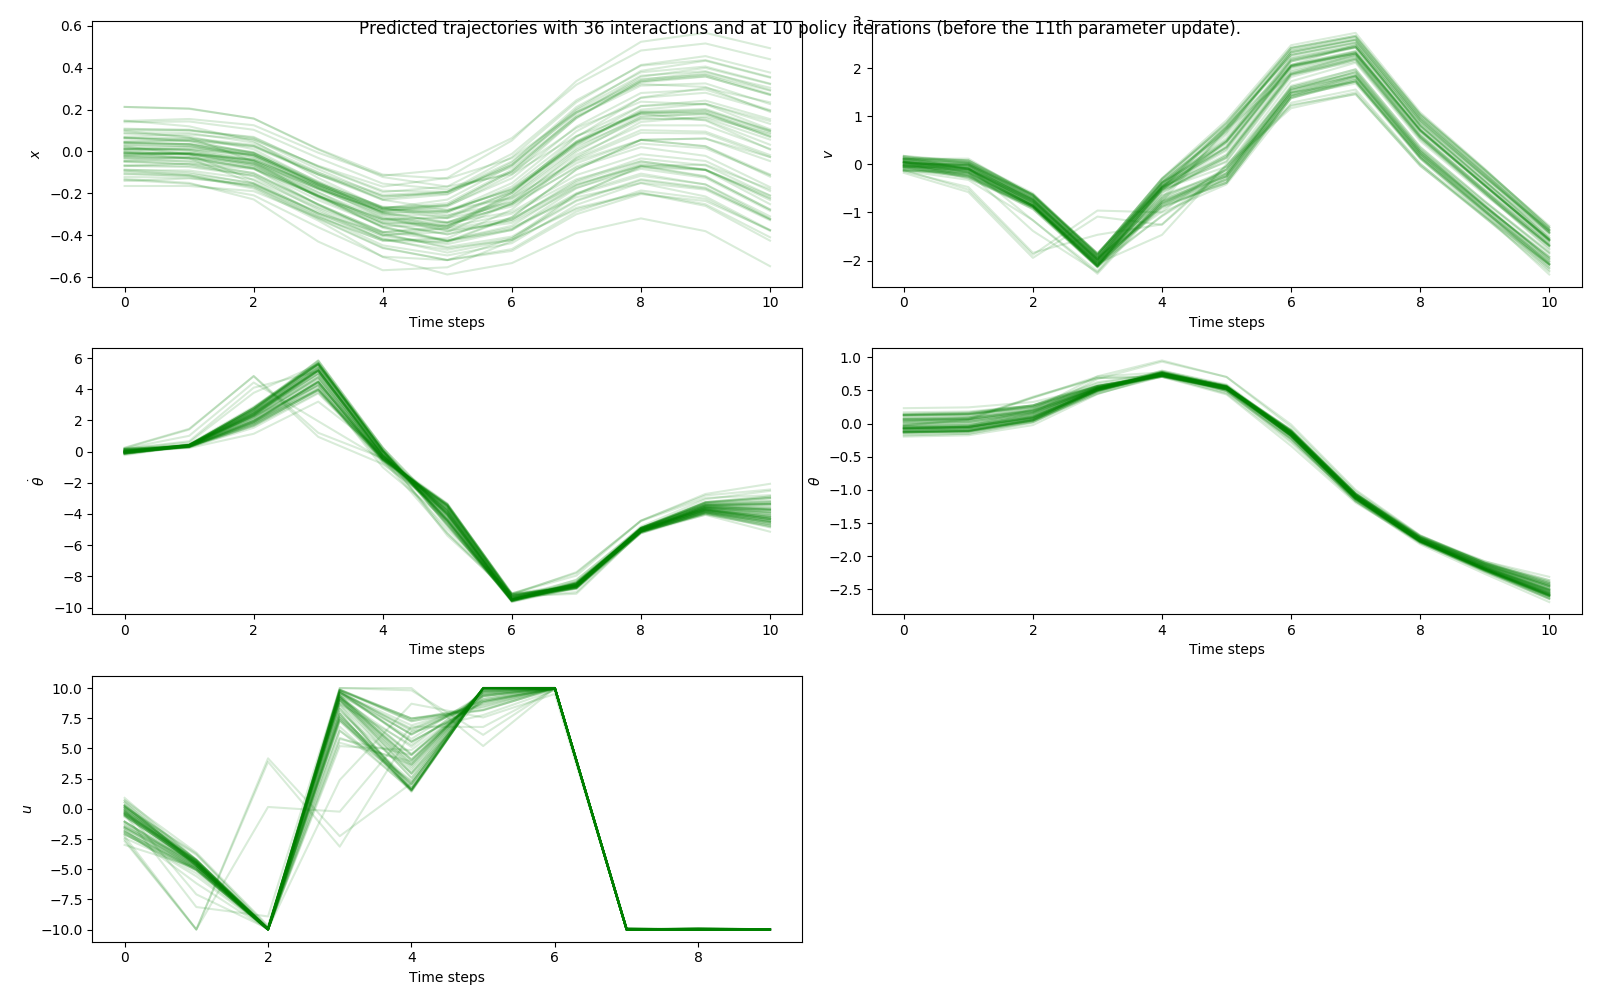 Predicted trajectories with 36 interactions and at 10 policy iterations (before the 11th parameter update).
0.6
0.4
0.2
0.0
−0.2
−0.4
−0.6
x
0 2 4 6 8 10
Time steps
3
2
1
0
−1
−2
v
0 2 4 6 8 10
Time steps
6
4
2
0
−2
−4
−6
−8
−10
θ̇
0 2 4 6 8 10
Time steps
1.0
0.5
0.0
−0.5
−1.0
−1.5
−2.0
−2.5
θ
0 2 4 6 8 10
Time steps
10.0
7.5
5.0
2.5
0.0
−2.5
−5.0
−7.5
−10.0
u
0 2 4 6 8
Time steps